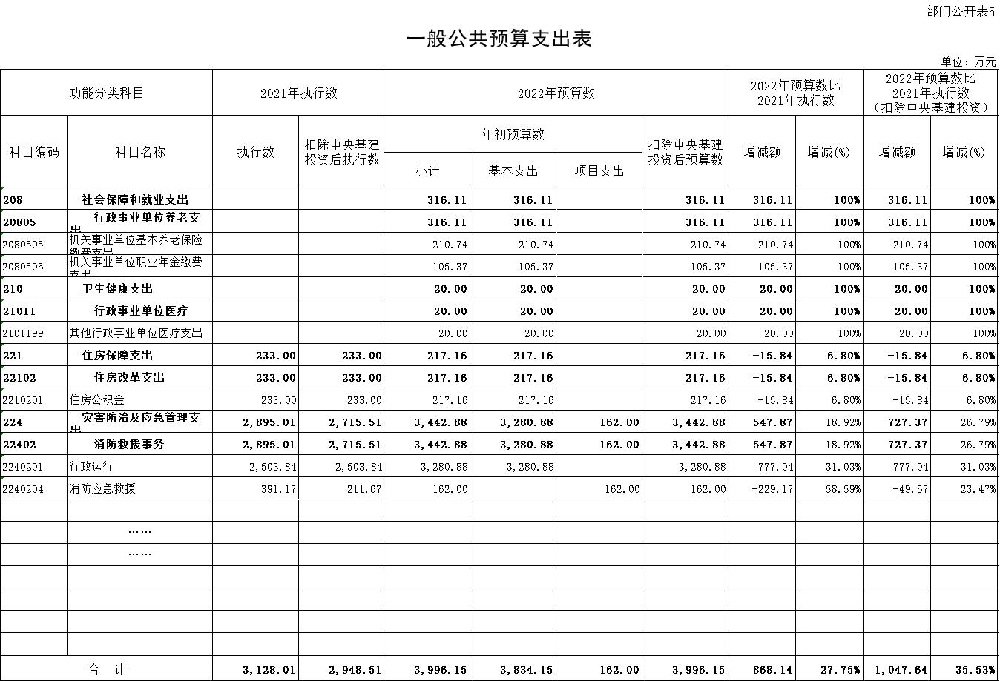 部门公开表5
一般公共预算支出表
单位：万元
功能分类科目 2021年执行数 2022年预算数 2022年预算数比 2021年执行数 2022年预算数比 2021年执行数 （扣除中央基建投资）
科目编码 科目名称 执行数 扣除中央基建 投资后执行数 年初预算数 扣除中央基建 投资后预算数 增减额 增减(%) 增减额 增减(%)
小计 基本支出 项目支出
208 社会保障和就业支出 316.11 316.11 316.11 316.11 100% 316.11 100%
20805 行政事业单位养老支出 316.11 316.11 316.11 316.11 100% 316.11 100%
2080505 机关事业单位基本养老保险缴费支出 210.74 210.74 210.74 210.74 100% 210.74 100%
2080506 机关事业单位职业年金缴费支出 105.37 105.37 105.37 105.37 100% 105.37 100%
210 卫生健康支出 20.00 20.00 20.00 20.00 100% 20.00 100%
21011 行政事业单位医疗 20.00 20.00 20.00 20.00 100% 20.00 100%
2101199 其他行政事业单位医疗支出 20.00 20.00 20.00 20.00 100% 20.00 100%
221 住房保障支出 233.00 233.00 217.16 217.16 217.16 -15.84 6.80% -15.84 6.80%
22102 住房改革支出 233.00 233.00 217.16 217.16 217.16 -15.84 6.80% -15.84 6.80%
2210201 住房公积金 233.00 233.00 217.16 217.16 217.16 -15.84 6.80% -15.84 6.80%
224 灾害防治及应急管理支出 2,895.01 2,715.51 3,442.88 3,280.88 162.00 3,442.88 547.87 18.92% 727.37 26.79%
22402 消防救援事务 2,895.01 2,715.51 3,442.88 3,280.88 162.00 3,442.88 547.87 18.92% 727.37 26.79%
2240201 行政运行 2,503.84 2,503.84 3,280.88 3,280.88 3,280.88 777.04 31.03% 777.04 31.03%
2240204 消防应急救援 391.17 211.67 162.00 162.00 162.00 -229.17 58.59% -49.67 23.47%
……
……
合 计 3,128.01 2,948.51 3,996.15 3,834.15 162.00 3,996.15 868.14 27.75% 1,047.64 35.53%